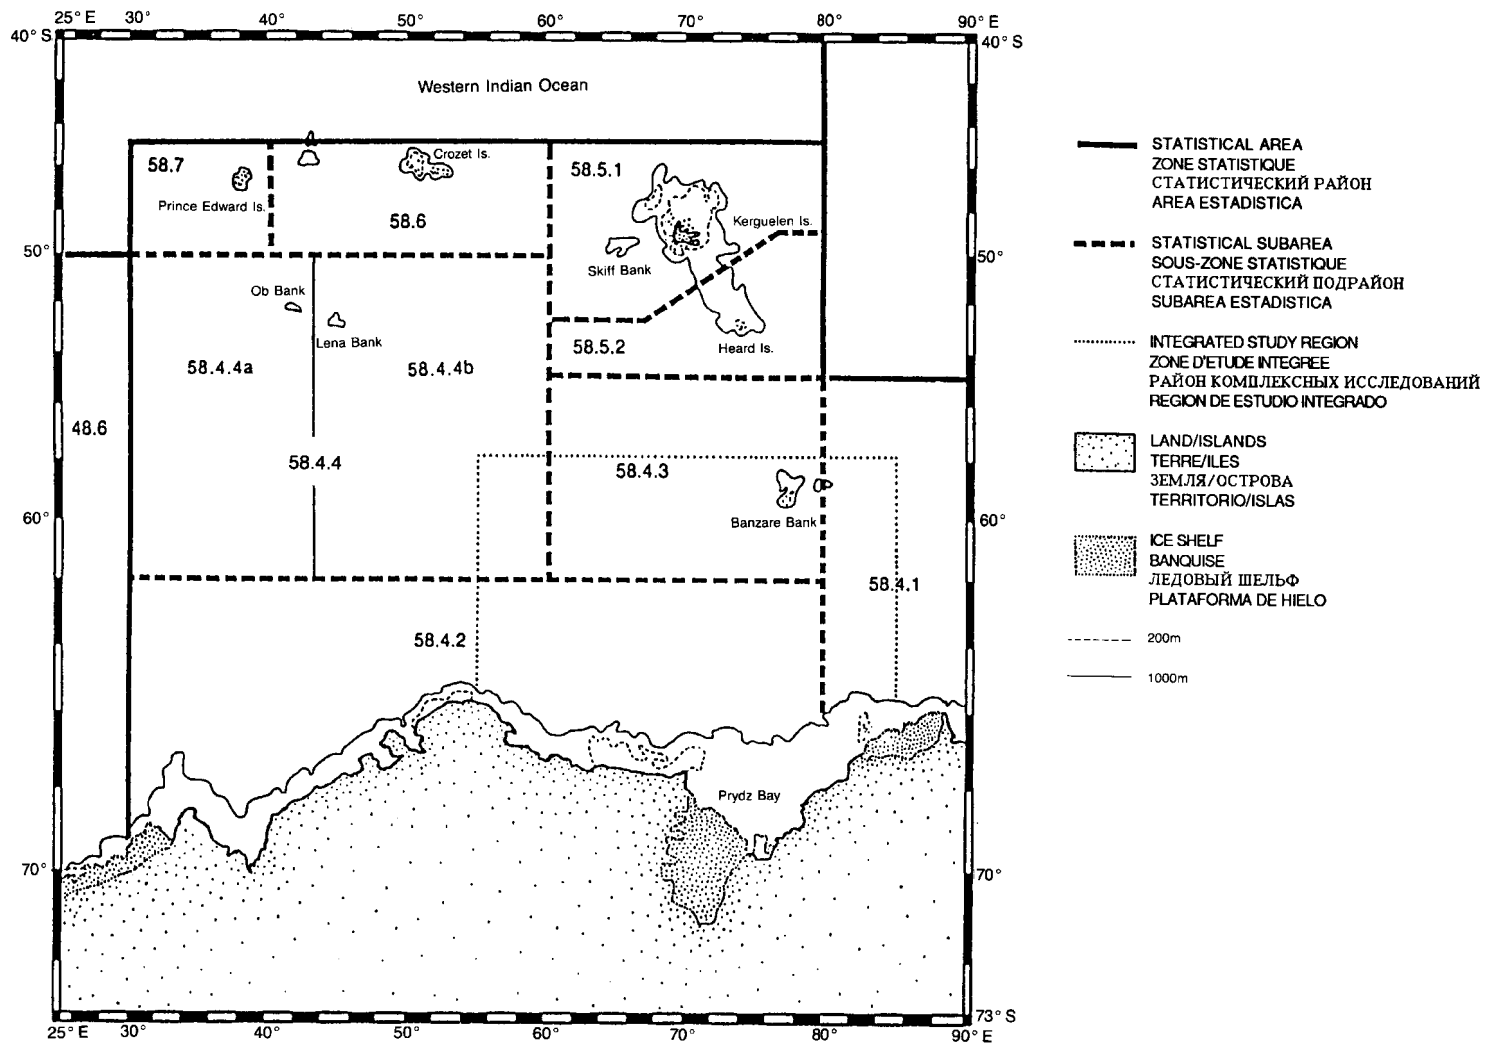 25° E 30° 40° 50° 60° 70° 80° 90° E
40° S 40° S
Western Indian Ocean
58.7 Crozet Is. 58.5.1
Prince Edward Is. 58.6 Kerguelen Is.
50° 50°
Skiff Bank
Ob Bank
Lena Bank 58.5.2 Heard Is.
58.4.4a 58.4.4b
48.6
58.4.4 58.4.3
60° 60°
Banzare Bank
58.4.1
58.4.2
Prydz Bay
70° 70°
73° S
25° E 30° 40° 50° 60° 70° 80° 90° E
STATISTICAL AREA
ZONE STATISTIQUE
СТАТИСТИЧЕСКИЙ РАЙОН
AREA ESTADISTICA
STATISTICAL SUBAREA
SOUS-ZONE STATISTIQUE
СТАТИСТИЧЕСКИЙ ПОДРАЙОН
SUBAREA ESTADISTICA
INTEGRATED STUDY REGION
ZONE D'ETUDE INTEGREE
РАЙОН КОМПЛЕКСНЫХ ИССЛЕДОВАНИЙ
REGION DE ESTUDIO INTEGRADO
LAND/ISLANDS
TERRE/ILES
ЗЕМЛЯ/ОСТРОВА
TERRITORIO/ISLAS
ICE SHELF
BANQUISE
ЛЕДОВЫЙ ШЕЛЬФ
PLATAFORMA DE HIELO
200m
1000m